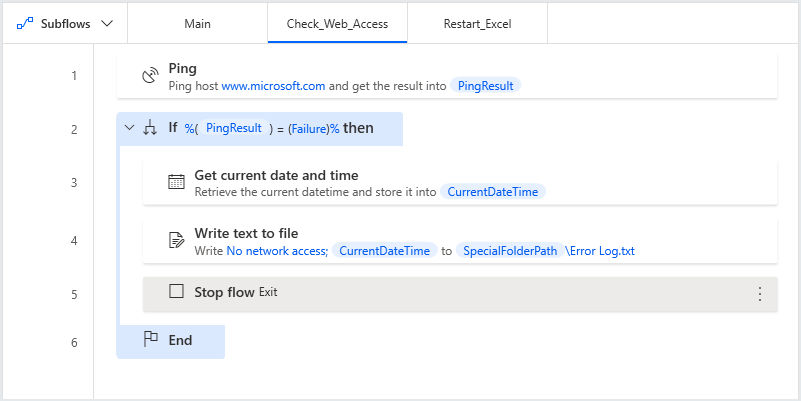 Subflows Main Check_Web_Access Restart_Excel
1 Ping
Ping host www.microsoft.com and get the result into PingResult
2 If %( PingResult ) = (Failure)% then
3 Get current date and time
Retrieve the current datetime and store it into CurrentDateTime
4 Write text to file
Write No network access; CurrentDateTime to SpecialFolderPath \Error Log.txt
5 Stop flow Exit
6 End